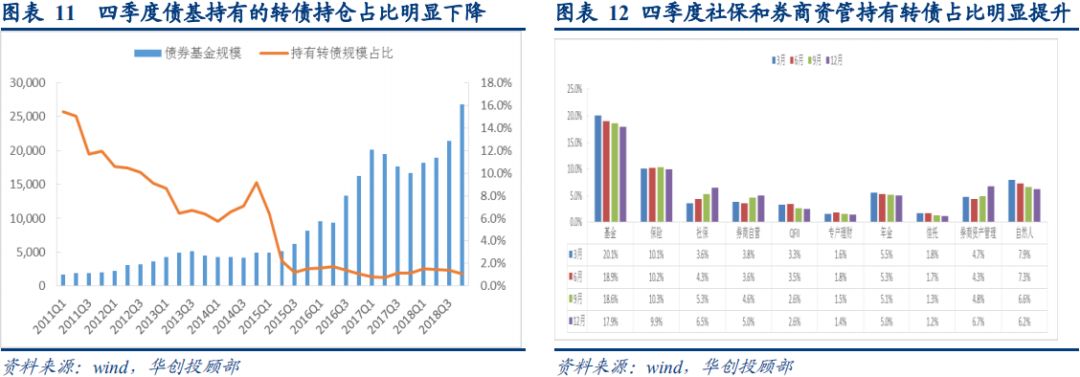 图表 11 四季度债基持有的转债持仓占比明显下降
债券基金规模 持有转债规模占比
30,000
25,000
20,000
15,000
10,000
5,000
0
18.0%
16.0%
14.0%
12.0%
10.0%
8.0%
6.0%
4.0%
2.0%
0.0%
2011Q1 2011Q3 2012Q1 2012Q3 2013Q1 2013Q3 2014Q1 2014Q3 2015Q1 2015Q3 2016Q1 2016Q3 2017Q1 2017Q3 2018Q1 2018Q3
资料来源：wind，华创投顾部
图表 12 四季度社保和券商资管持有转债占比明显提升
3月 6月 9月 12月
25.0%
20.0%
15.0%
10.0%
5.0%
0.0%
基金 保险 社保 券商自营 QFII 专户理财 年金 信托 券商资产管理 自然人
3月 20.1% 10.1% 3.6% 3.8% 3.3% 1.6% 5.5% 1.8% 4.7% 7.9%
6月 18.9% 10.2% 4.3% 3.6% 3.5% 1.8% 5.3% 1.7% 4.3% 7.3%
9月 18.6% 10.3% 5.3% 4.6% 2.6% 1.5% 5.1% 1.3% 4.8% 6.6%
12月 17.9% 9.9% 6.5% 5.0% 2.6% 1.4% 5.0% 1.2% 6.7% 6.2%
资料来源：wind，华创投顾部